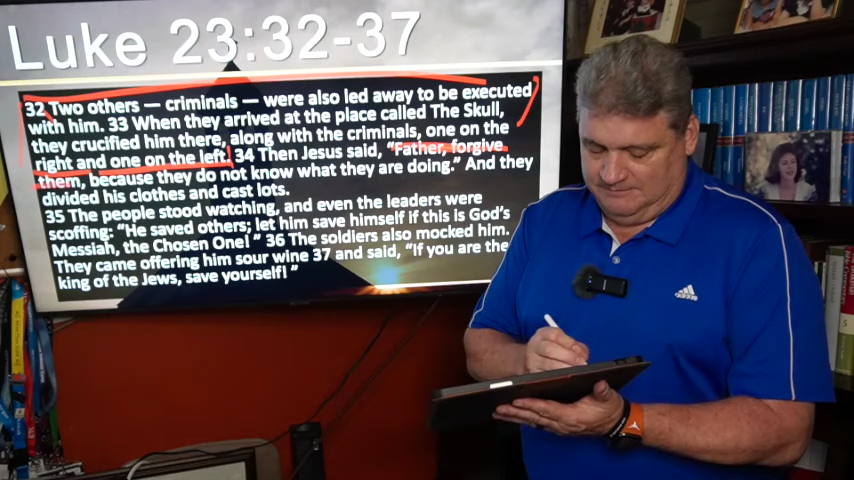 Luke 23:32-37
32 Two others — criminals — were also led away to be executed
with him. 33 When they arrived at the place called The Skull,
they crucified him there, along with the criminals, one on the
right and one on the left. 34 Then Jesus said, “Father, forgive
them, because they do not know what they are doing.” And they
divided his clothes and cast lots.
35 The people stood watching, and even the leaders were
scoffing: “He saved others; let him save himself if this is God’s
Messiah, the Chosen One! ” 36 The soldiers also mocked him.
They came offering him sour wine 37 and said, “If you are the
king of the Jews, save yourself! ”
adidas